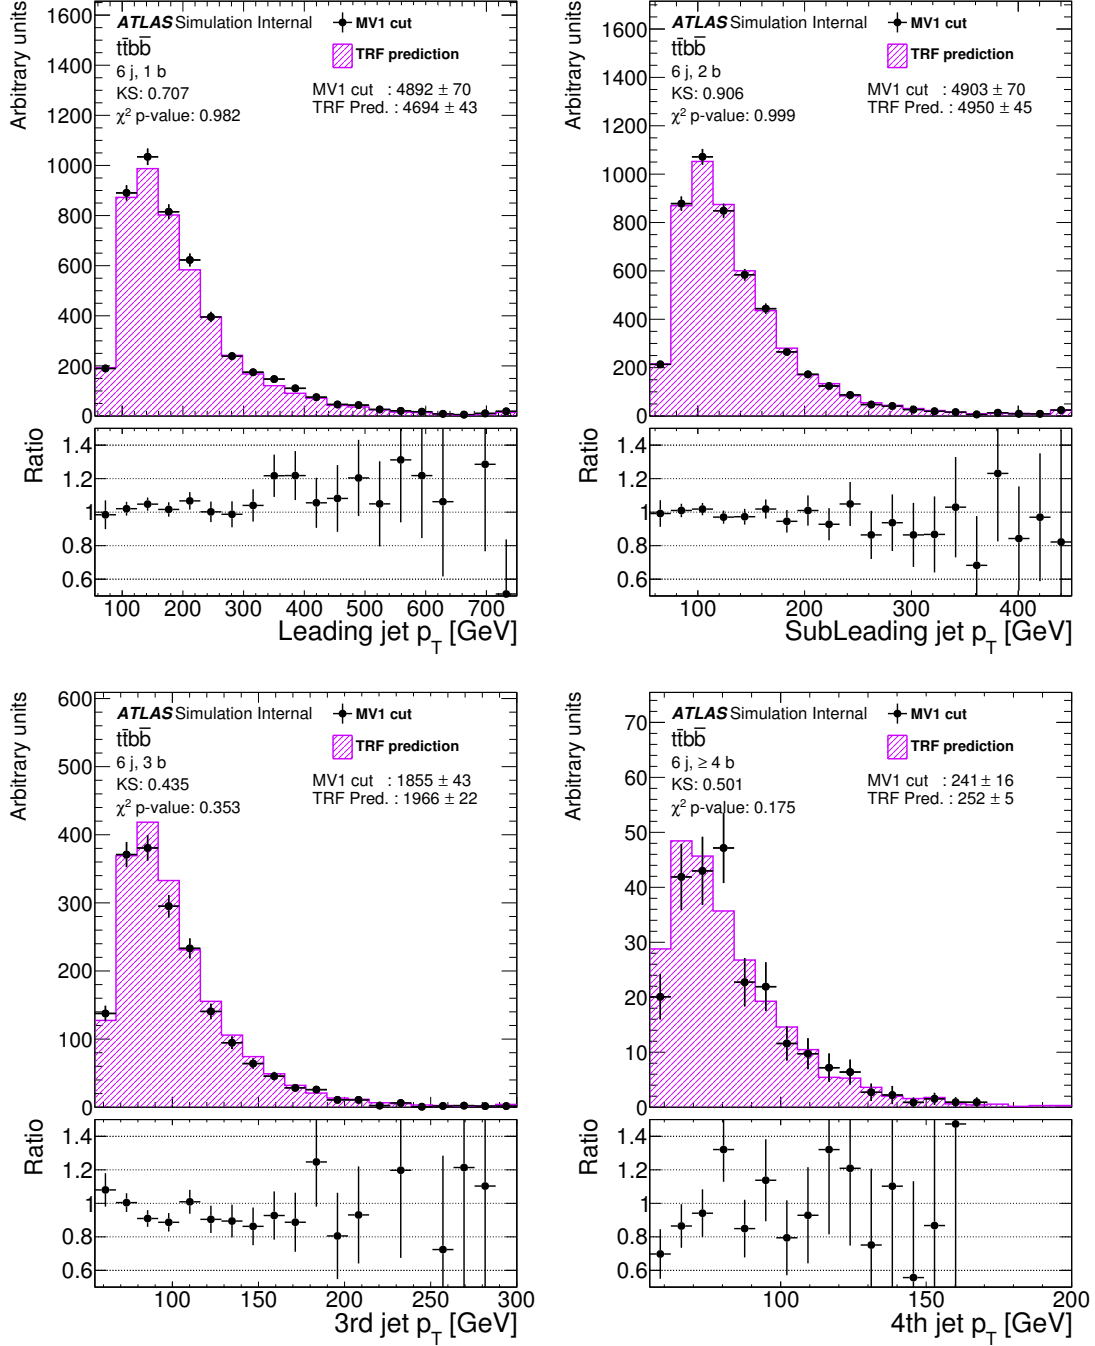 Arbitrary units
ATLAS Simulation Internal
MV1 cut
tt̄bb̄
TRF prediction
6 j, 1 b
KS: 0.707
χ² p-value: 0.982
MV1 cut : 4892 ± 70
TRF Pred. : 4694 ± 43
1600
1400
1200
1000
800
600
400
200
0
Ratio
1.4
1.2
1
0.8
0.6
100 200 300 400 500 600 700
Leading jet p_T [GeV]
Arbitrary units
ATLAS Simulation Internal
MV1 cut
tt̄bb̄
TRF prediction
6 j, 2 b
KS: 0.906
χ² p-value: 0.999
MV1 cut : 4903 ± 70
TRF Pred. : 4950 ± 45
1600
1400
1200
1000
800
600
400
200
0
Ratio
1.4
1.2
1
0.8
0.6
100 200 300 400
SubLeading jet p_T [GeV]
Arbitrary units
ATLAS Simulation Internal
MV1 cut
tt̄bb̄
TRF prediction
6 j, 3 b
KS: 0.435
χ² p-value: 0.353
MV1 cut : 1855 ± 43
TRF Pred. : 1966 ± 22
600
500
400
300
200
100
0
Ratio
1.4
1.2
1
0.8
0.6
100 150 200 250 300
3rd jet p_T [GeV]
Arbitrary units
ATLAS Simulation Internal
MV1 cut
tt̄bb̄
TRF prediction
6 j, ≥ 4 b
KS: 0.501
χ² p-value: 0.175
MV1 cut : 241 ± 16
TRF Pred. : 252 ± 5
70
60
50
40
30
20
10
0
Ratio
1.4
1.2
1
0.8
0.6
100 150 200
4th jet p_T [GeV]